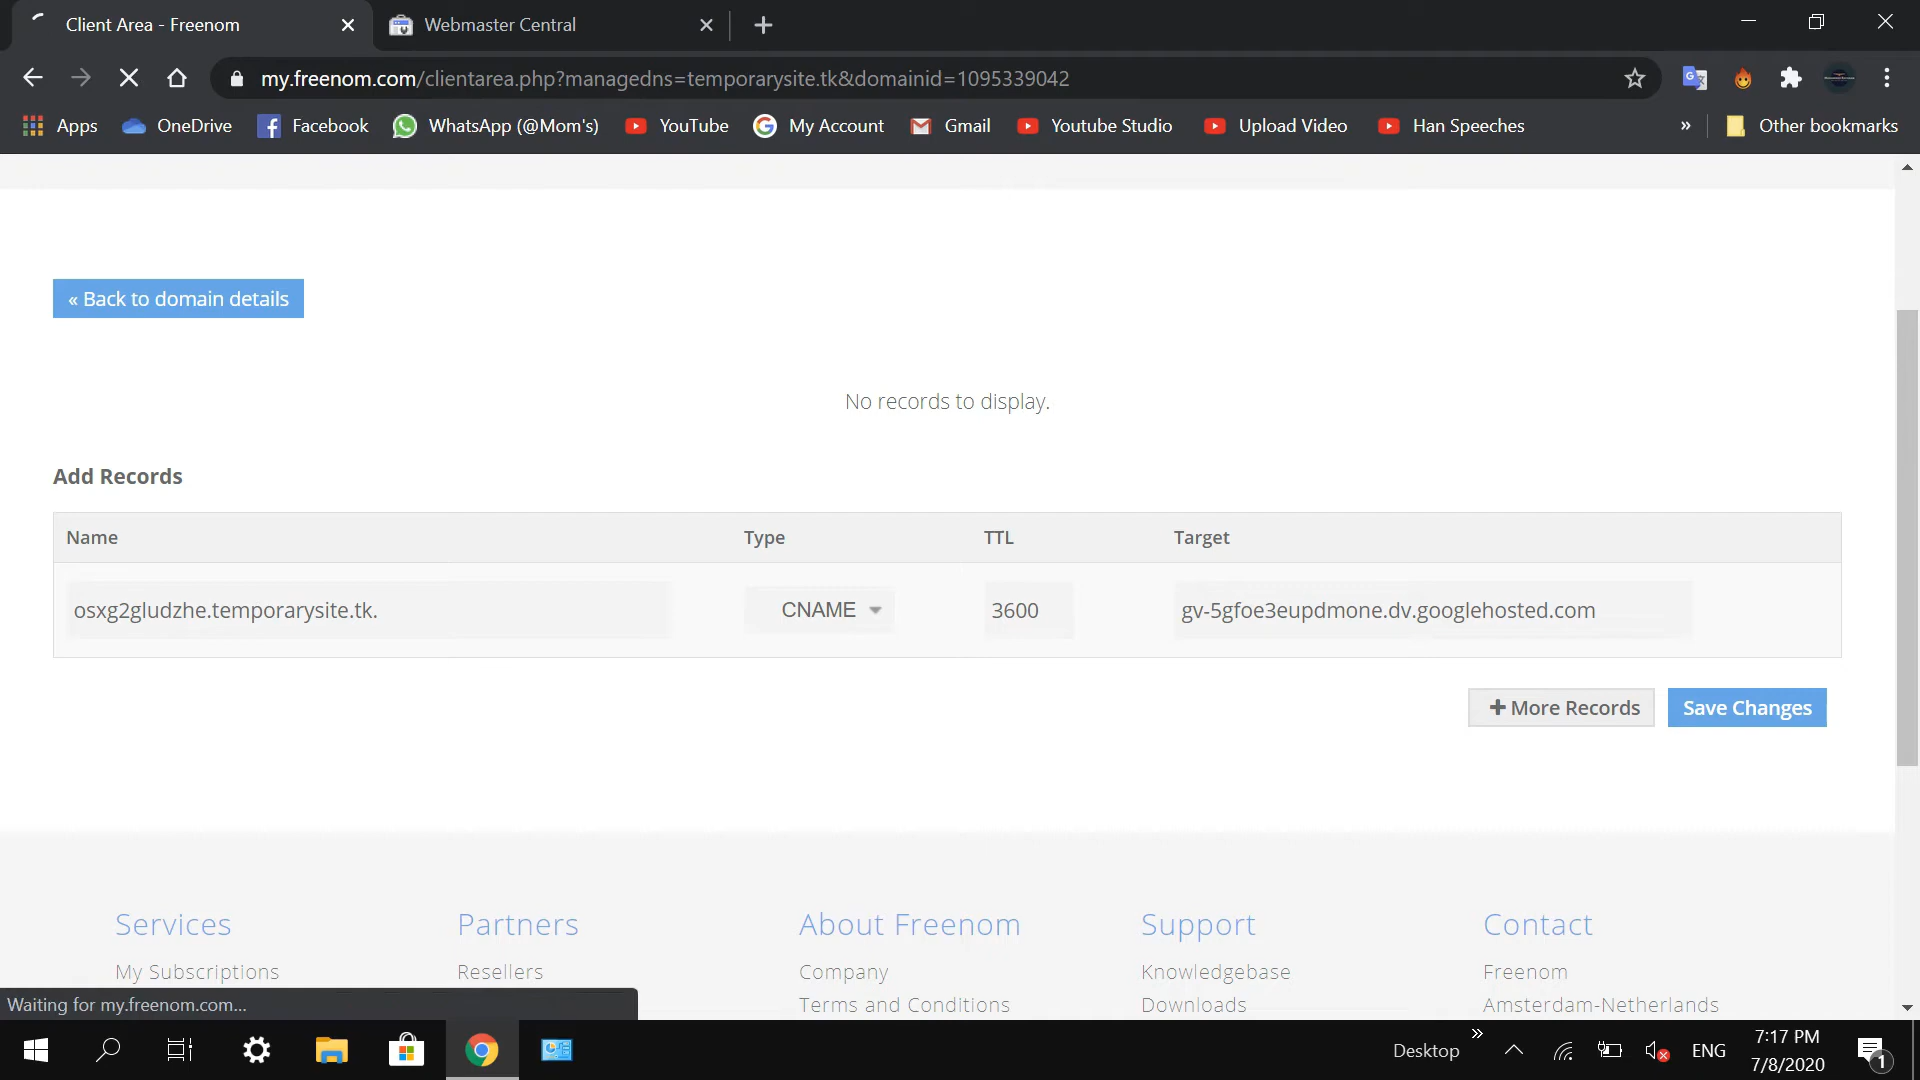 Client Area - Freenom
Webmaster Central
my.freenom.com/clientarea.php?managedns=temporarysite.tk&domainid=1095339042
Apps
OneDrive
Facebook
WhatsApp (@Mom's)
YouTube
My Account
Gmail
Youtube Studio
Upload Video
Han Speeches
»
Other bookmarks
« Back to domain details
No records to display.
Add Records
Name Type TTL Target
osxg2gludzhe.temporarysite.tk. CNAME 3600 gv-5gfoe3eupdmone.dv.googlehosted.com
+ More Records
Save Changes
Services Partners About Freenom Support Contact
My Subscriptions Resellers Company Knowledgebase Freenom
Terms and Conditions Downloads Amsterdam-Netherlands
Waiting for my.freenom.com...
Desktop
»
ENG
7:17 PM
7/8/2020
1